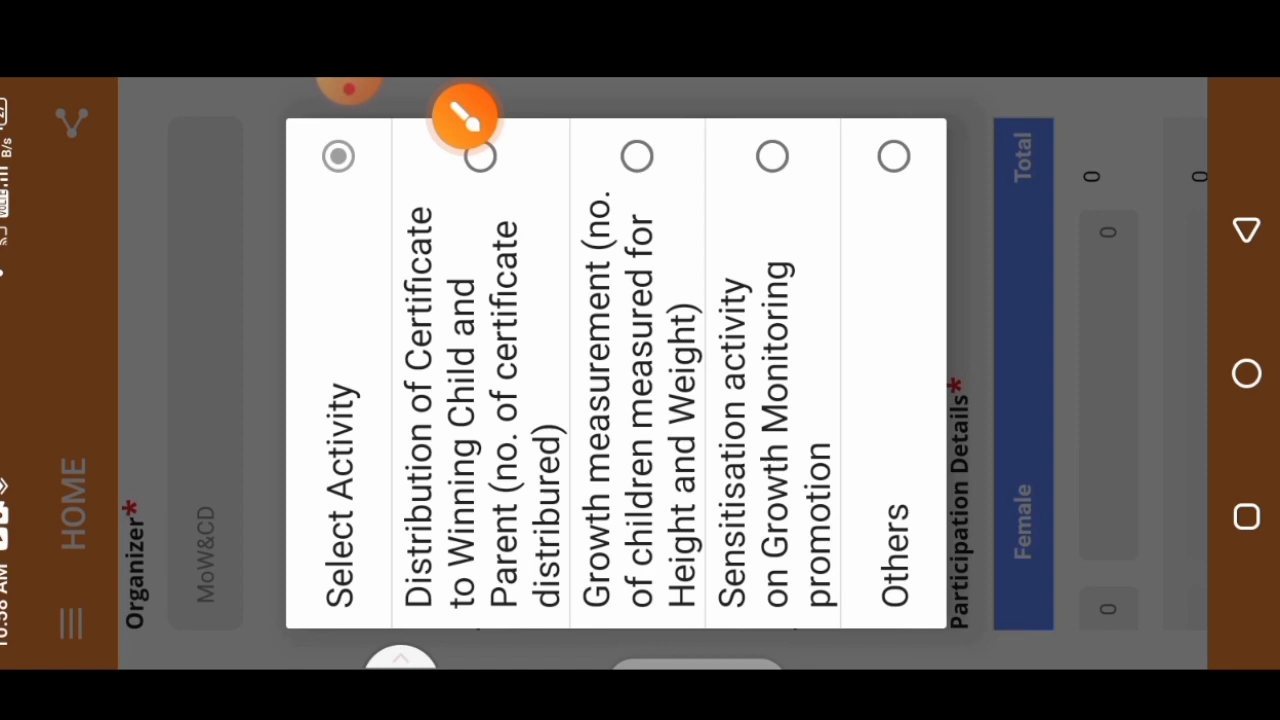 HOME
Organizer*
MoW&CD
Select Activity
Distribution of Certificate
to Winning Child and
Parent (no. of certificate
distribured)
Growth measurement (no.
of children measured for
Height and Weight)
Sensitisation activity
on Growth Monitoring
promotion
Others
Participation Details*
Female Total
0 0 0
0